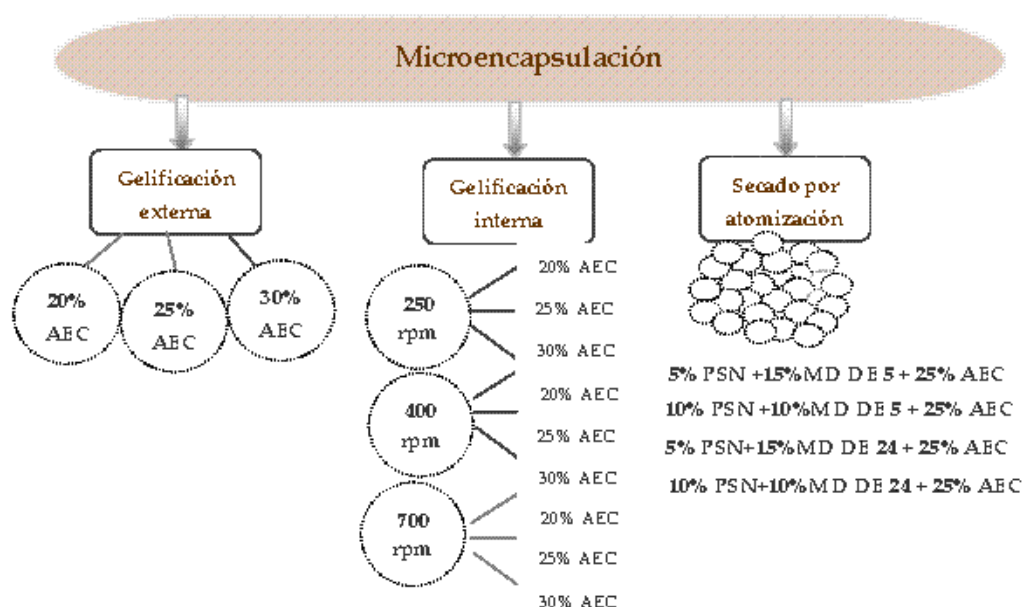 Microencapsulación
Gelificación
externa
20%
AEC
25%
AEC
30%
AEC
Gelificación
interna
250
rpm
20% AEC
25% AEC
30% AEC
400
rpm
20% AEC
25% AEC
30% AEC
700
rpm
20% AEC
25% AEC
30% AEC
Secado por
atomización
5% PSN +15%MD DE 5 + 25% AEC
10% PSN +10%MD DE 5 + 25% AEC
5% PSN+15%MD DE 24 + 25% AEC
10% PSN+10%MD DE 24 + 25% AEC